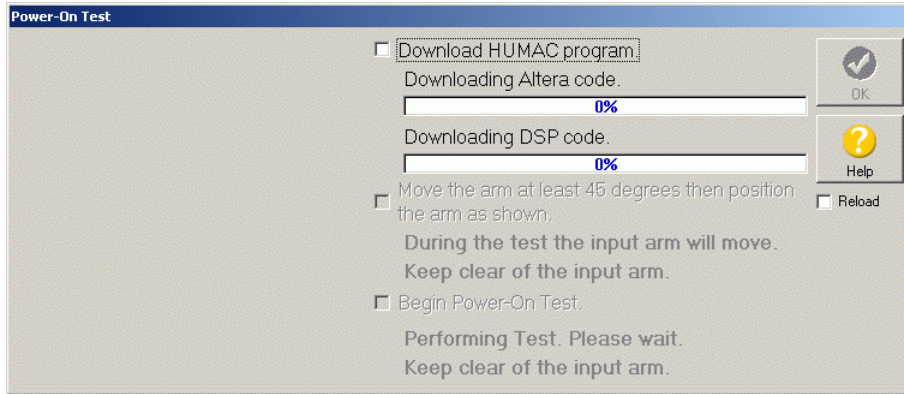 Power-On Test
Download HUMAC program.
Downloading Altera code.
0%
OK
Downloading DSP code.
0%
Help
Move the arm at least 45 degrees then position
the arm as shown.
Reload
During the test the input arm will move.
Keep clear of the input arm.
Begin Power-On Test.
Performing Test. Please wait.
Keep clear of the input arm.